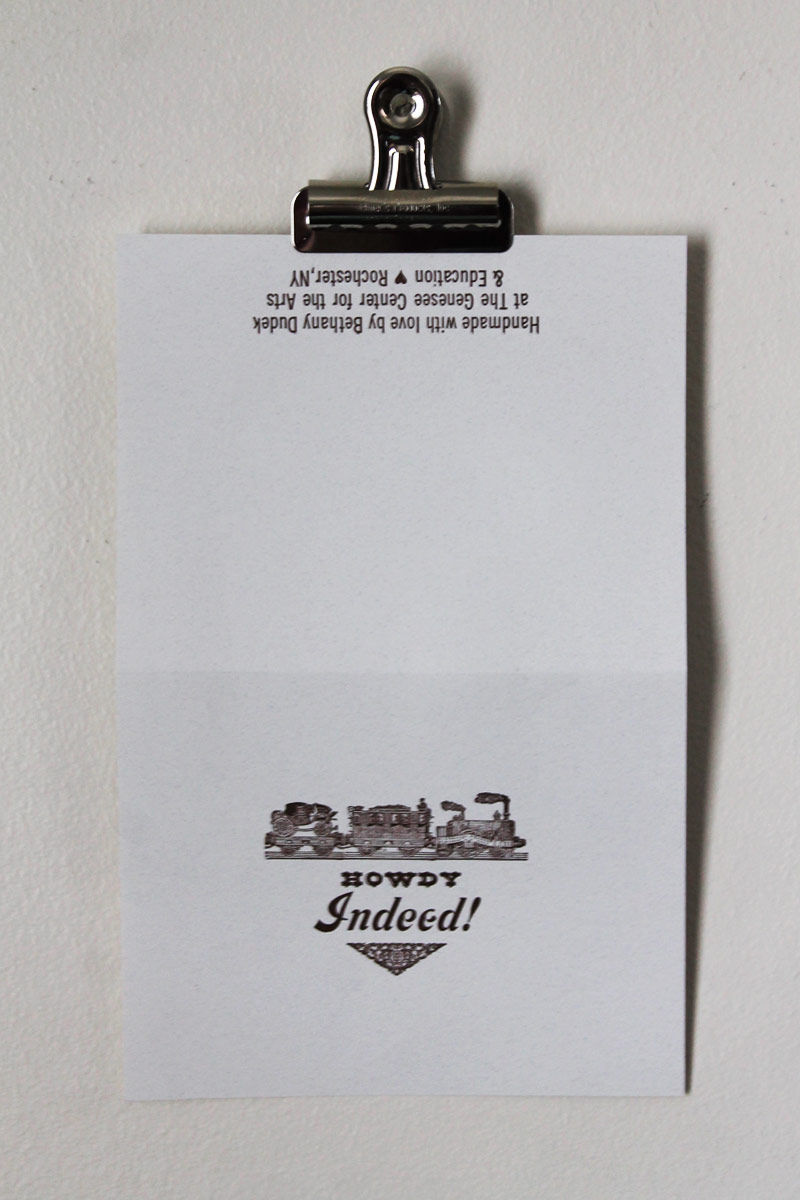 Handmade with love by Bethany Dudek
at The Genesee Center for the Arts
& Education ♥ Rochester,NY
HOWDY
Indeed!